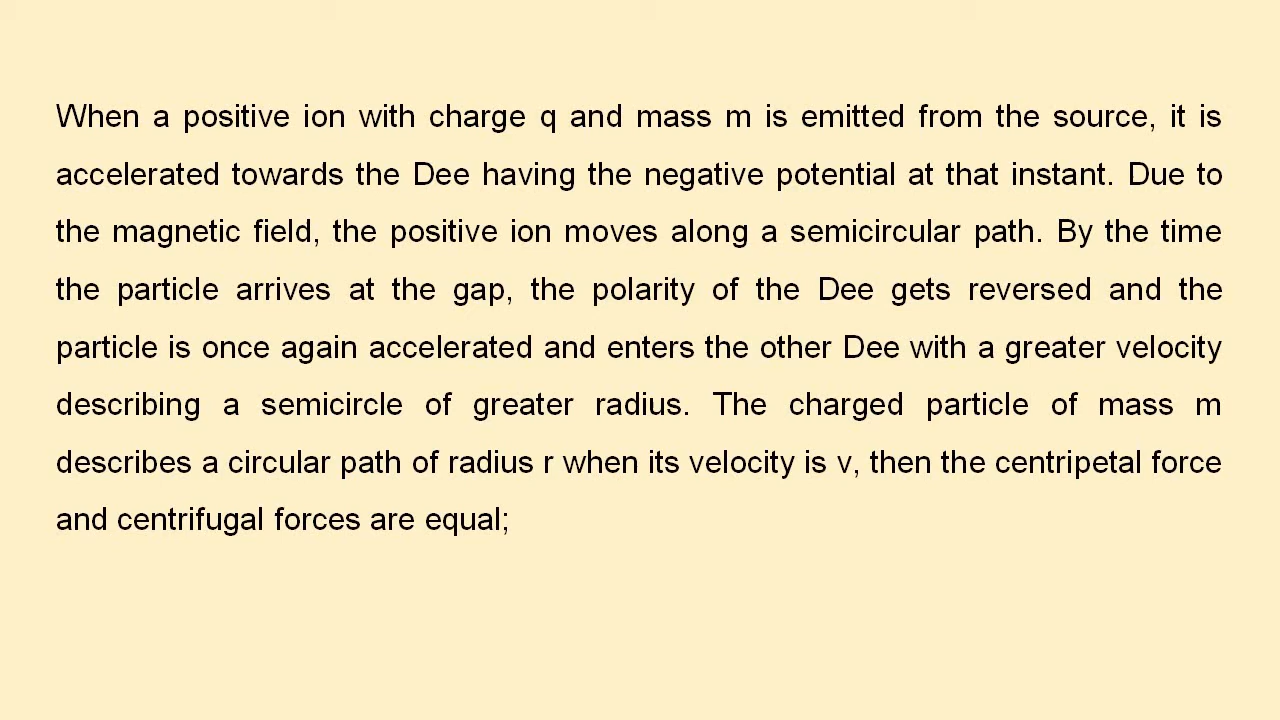 When a positive ion with charge q and mass m is emitted from the source, it is
accelerated towards the Dee having the negative potential at that instant. Due to
the magnetic field, the positive ion moves along a semicircular path. By the time
the particle arrives at the gap, the polarity of the Dee gets reversed and the
particle is once again accelerated and enters the other Dee with a greater velocity
describing a semicircle of greater radius. The charged particle of mass m
describes a circular path of radius r when its velocity is v, then the centripetal force
and centrifugal forces are equal;